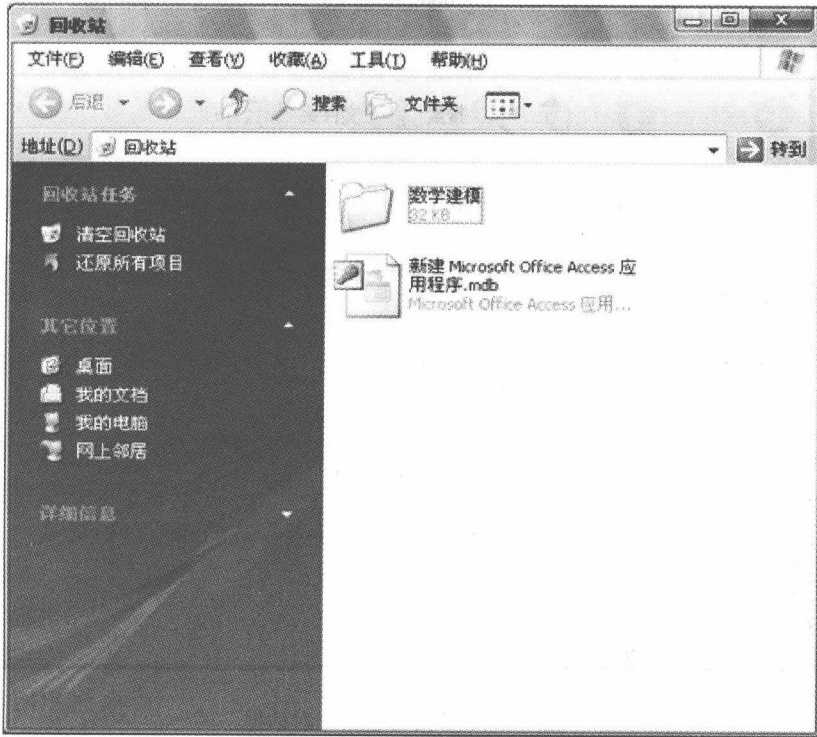 回收站
文件(F) 编辑(E) 查看(V) 收藏(A) 工具(T) 帮助(H)
后退 搜索 文件夹
地址(D) 回收站 转到
回收站任务
清空回收站
还原所有项目
其它位置
桌面
我的文档
我的电脑
网上邻居
详细信息
数学建模
32 KB
新建 Microsoft Office Access 应
用程序.mdb
Microsoft Office Access 应用...